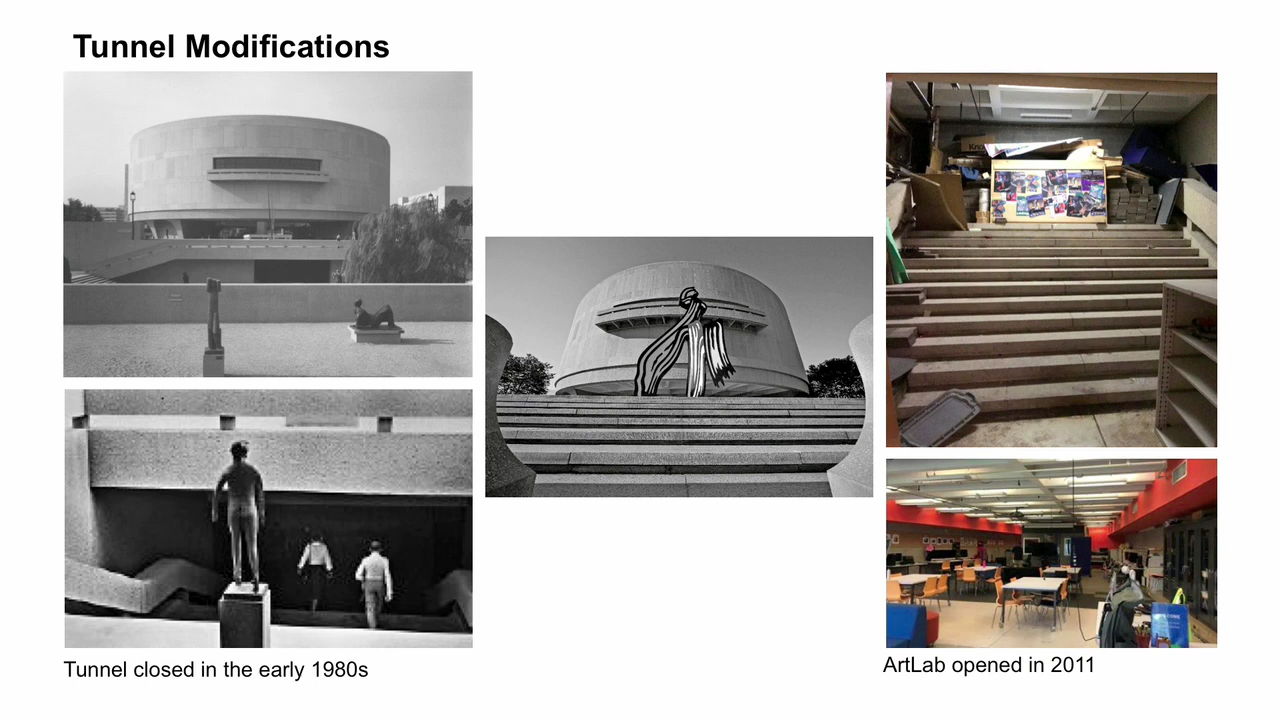 Tunnel Modifications
Tunnel closed in the early 1980s
ArtLab opened in 2011